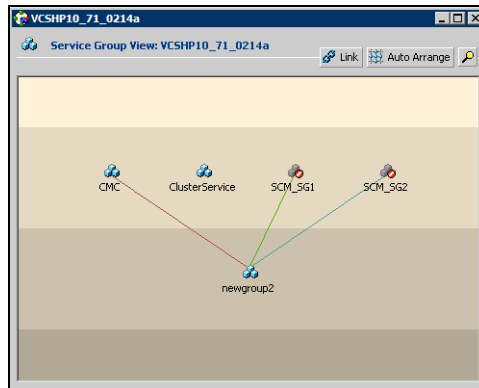 VCSHP10_71_0214a
Service Group View: VCSHP10_71_0214a
Link
Auto Arrange
CMC
ClusterService
SCM_SG1
SCM_SG2
newgroup2